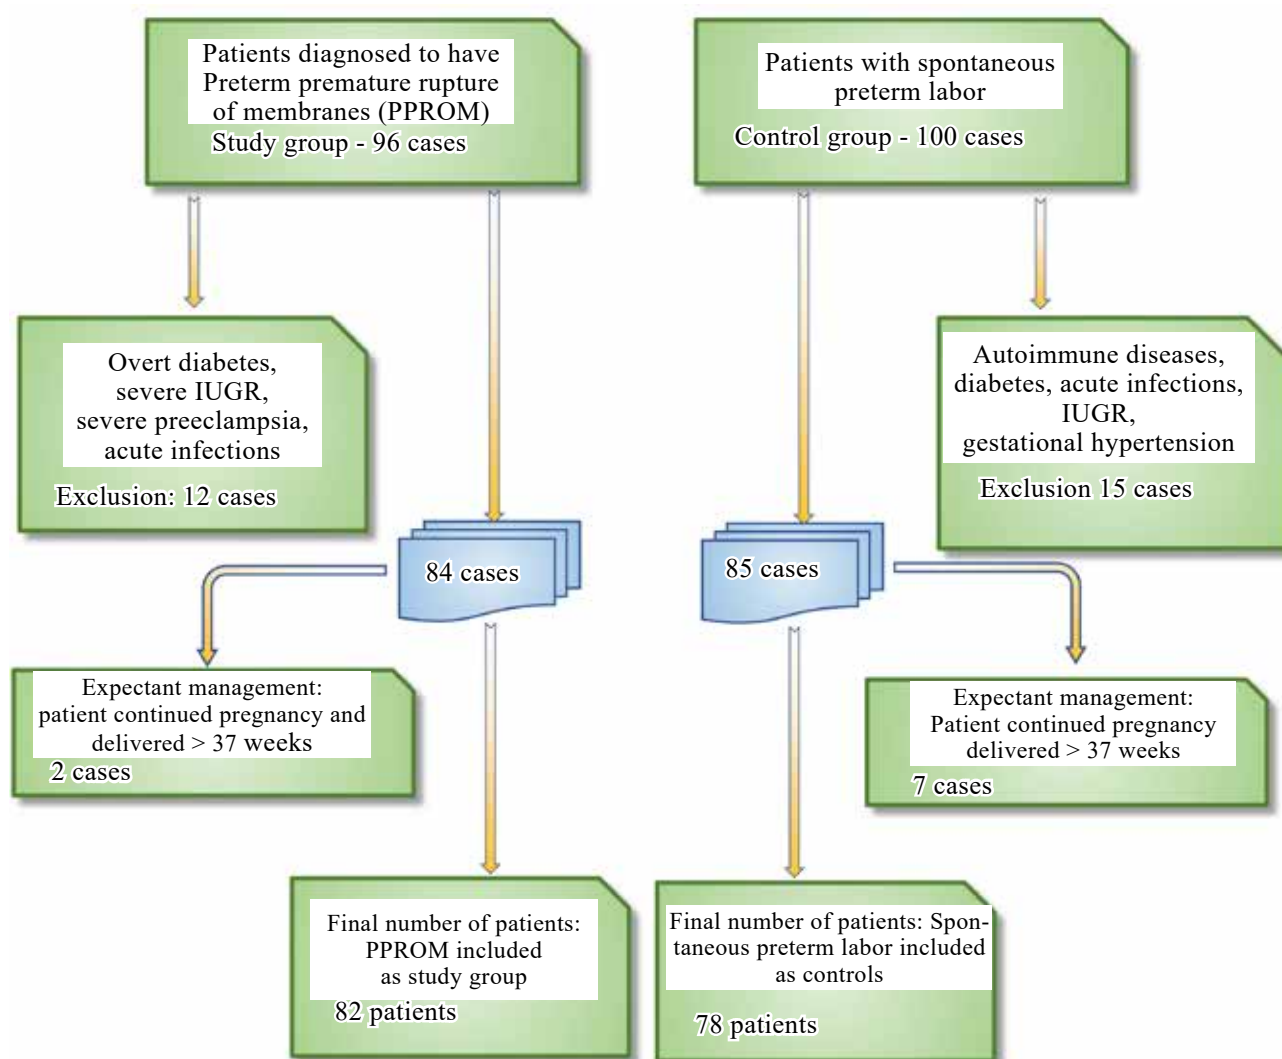 Patients diagnosed to have
Preterm premature rupture
of membranes (PPROM)
Study group - 96 cases
Patients with spontaneous
preterm labor
Control group - 100 cases
Overt diabetes,
severe IUGR,
severe preeclampsia,
acute infections
Exclusion: 12 cases
Autoimmune diseases,
diabetes, acute infections,
IUGR,
gestational hypertension
Exclusion 15 cases
84 cases
85 cases
Expectant management:
patient continued pregnancy and
delivered > 37 weeks
2 cases
Expectant management:
Patient continued pregnancy
delivered > 37 weeks
7 cases
Final number of patients:
PPROM included
as study group
82 patients
Final number of patients: Spon-
taneous preterm labor included
as controls
78 patients